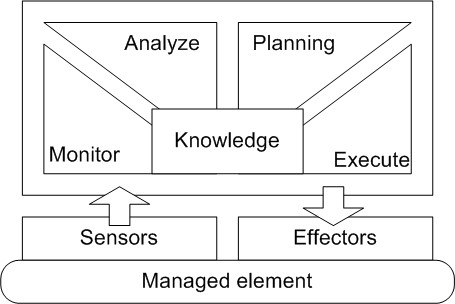 Analyze
Planning
Knowledge
Monitor
Execute
Sensors
Effectors
Managed element